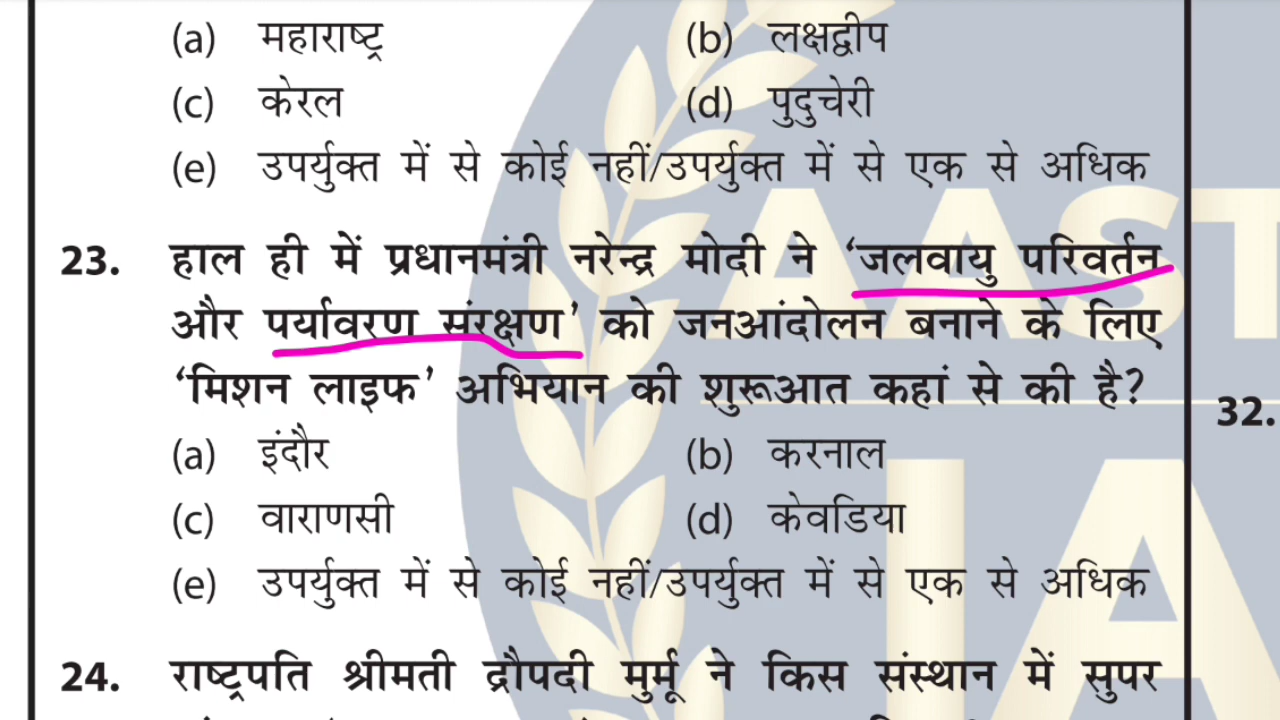 (a) महाराष्ट्र (b) लक्षद्वीप
(c) केरल (d) पुदुचेरी
(e) उपर्युक्त में से कोई नहीं/उपर्युक्त में से एक से अधिक
23. हाल ही में प्रधानमंत्री नरेन्द्र मोदी ने ‘जलवायु परिवर्तन
और पर्यावरण संरक्षण’ को जनआंदोलन बनाने के लिए
‘मिशन लाइफ’ अभियान की शुरूआत कहां से की है?
(a) इंदौर (b) करनाल
(c) वाराणसी (d) केवडिया
(e) उपर्युक्त में से कोई नहीं/उपर्युक्त में से एक से अधिक
24. राष्ट्रपति श्रीमती द्रौपदी मुर्मू ने किस संस्थान में सुपर
32.
AAST
IA